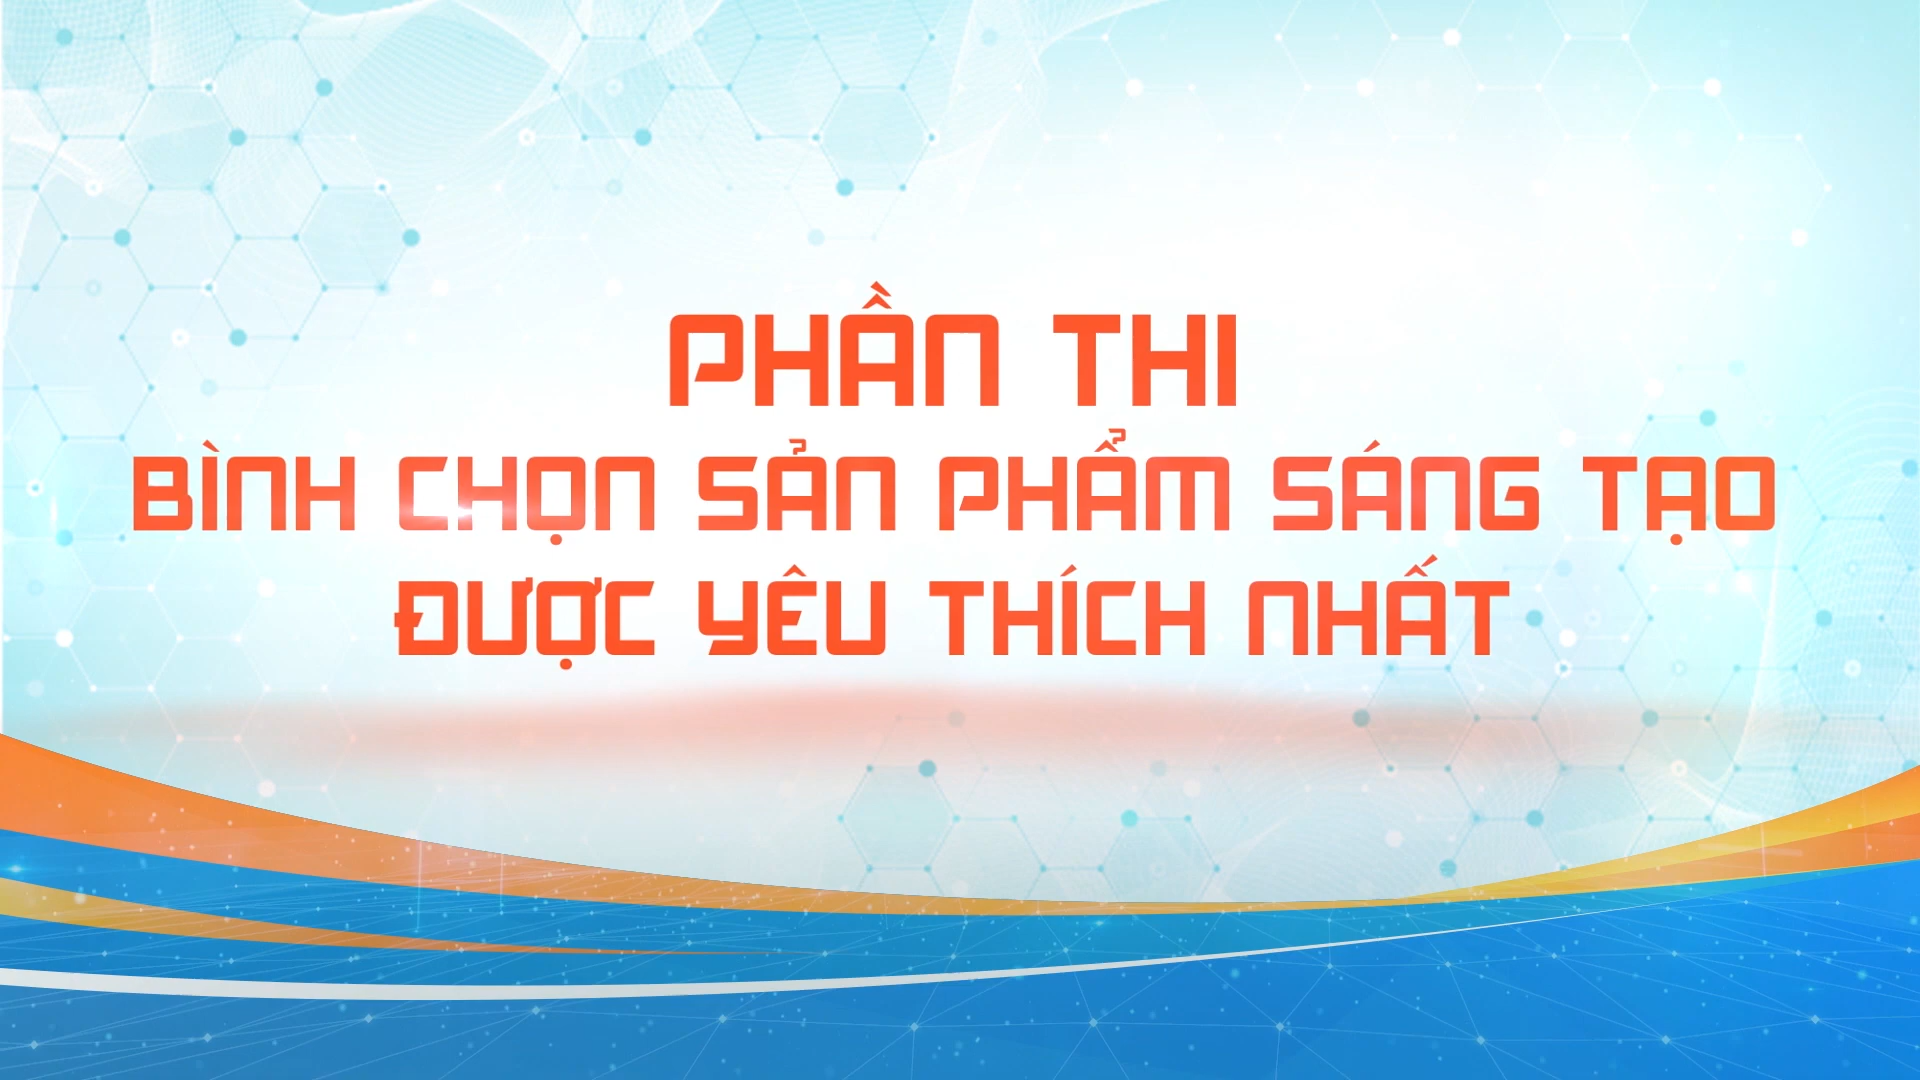 PHẦN THI
BÌNH CHỌN SẢN PHẨM SÁNG TẠO
ĐƯỢC YÊU THÍCH NHẤT